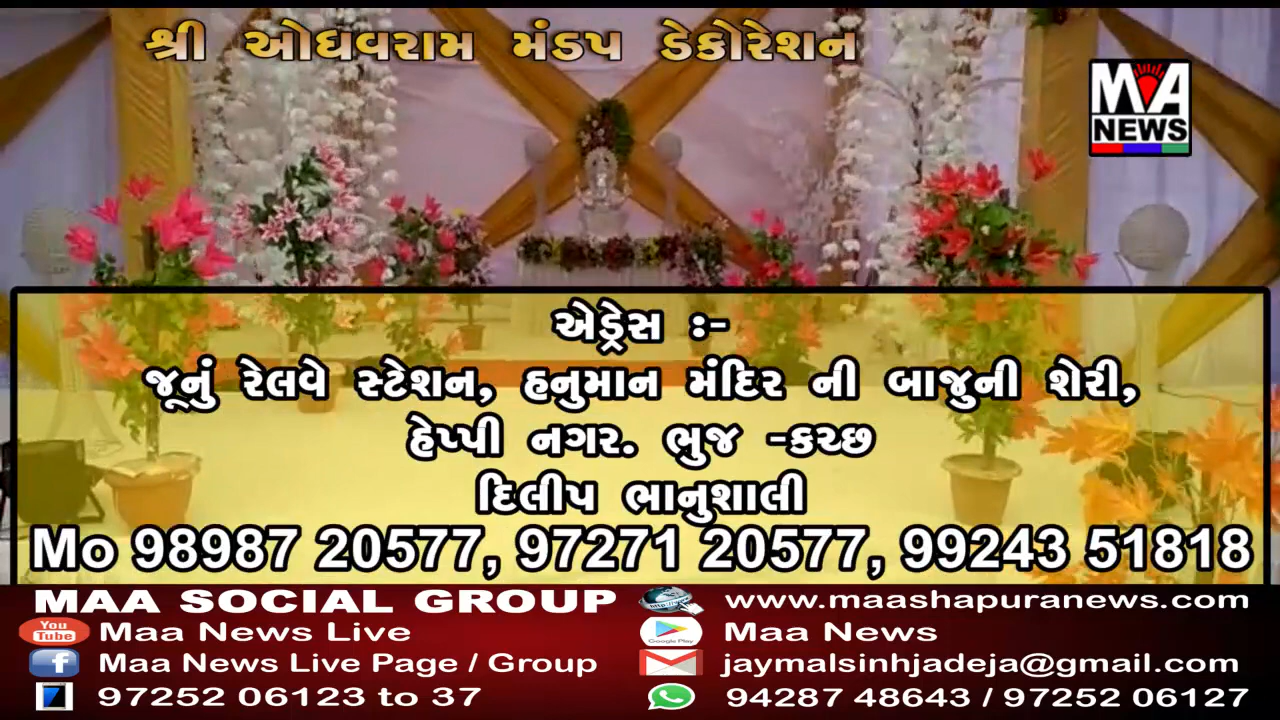 શ્રી ઓધવરામ મંડપ ડેકોરેશન
MAA
NEWS
એડ્રેસ :-
જૂનું રેલવે સ્ટેશન, હનુમાન મંદિર ની બાજુની શેરી,
હેપ્પી નગર. ભુજ -કચ્છ
દિલીપ ભાનુશાલી
Mo 98987 20577, 97271 20577, 99243 51818
MAA SOCIAL GROUP
www.maashapuranews.com
You Tube Maa News Live
Google Play Maa News
f Maa News Live Page / Group
jaymalsinhjadeja@gmail.com
97252 06123 to 37
94287 48643 / 97252 06127